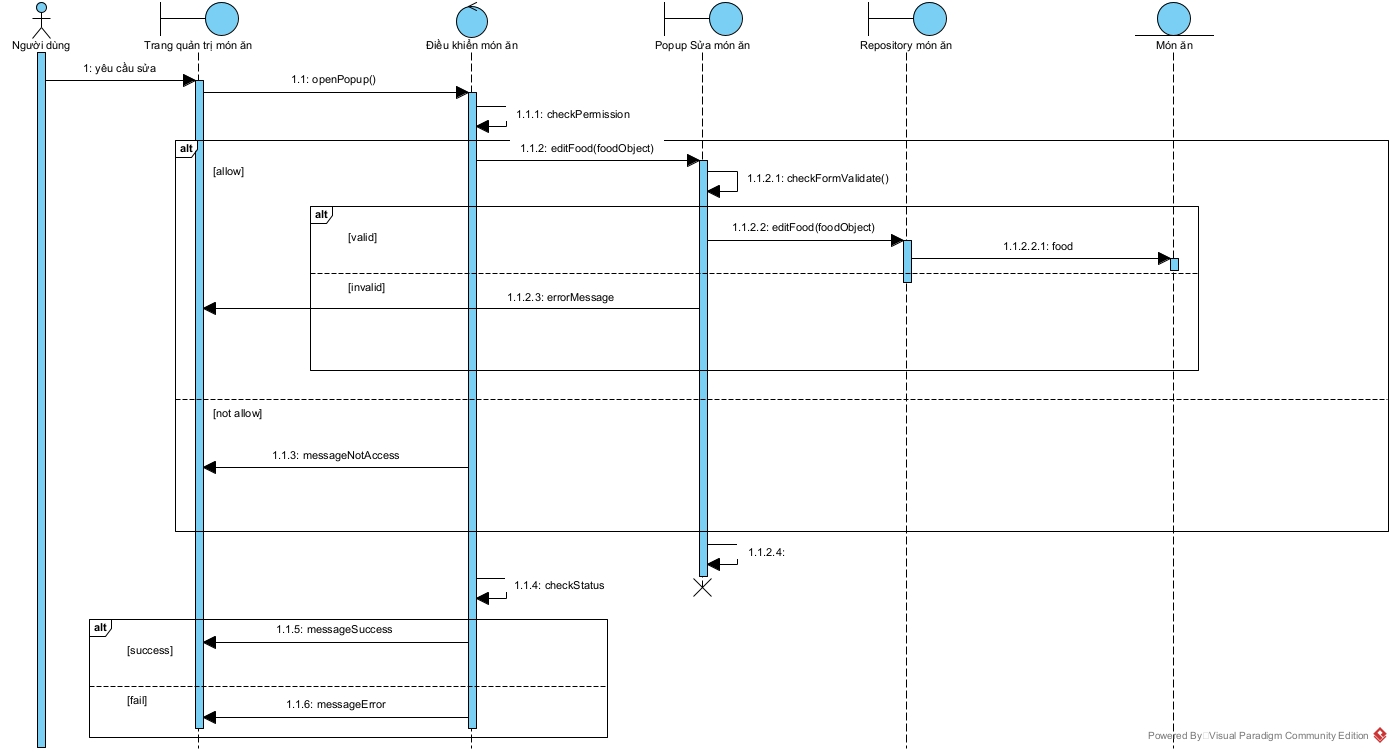 Người dùng
Trang quản trị món ăn
Điều khiển món ăn
Popup Sửa món ăn
Repository món ăn
Món ăn
1: yêu cầu sửa
1.1: openPopup()
1.1.1: checkPermission
alt
1.1.2: editFood(foodObject)
[allow]
1.1.2.1: checkFormValidate()
alt
1.1.2.2: editFood(foodObject)
[valid]
1.1.2.2.1: food
[invalid]
1.1.2.3: errorMessage
[not allow]
1.1.3: messageNotAccess
1.1.2.4:
1.1.4: checkStatus
alt
1.1.5: messageSuccess
[success]
[fail]
1.1.6: messageError
Powered By Visual Paradigm Community Edition